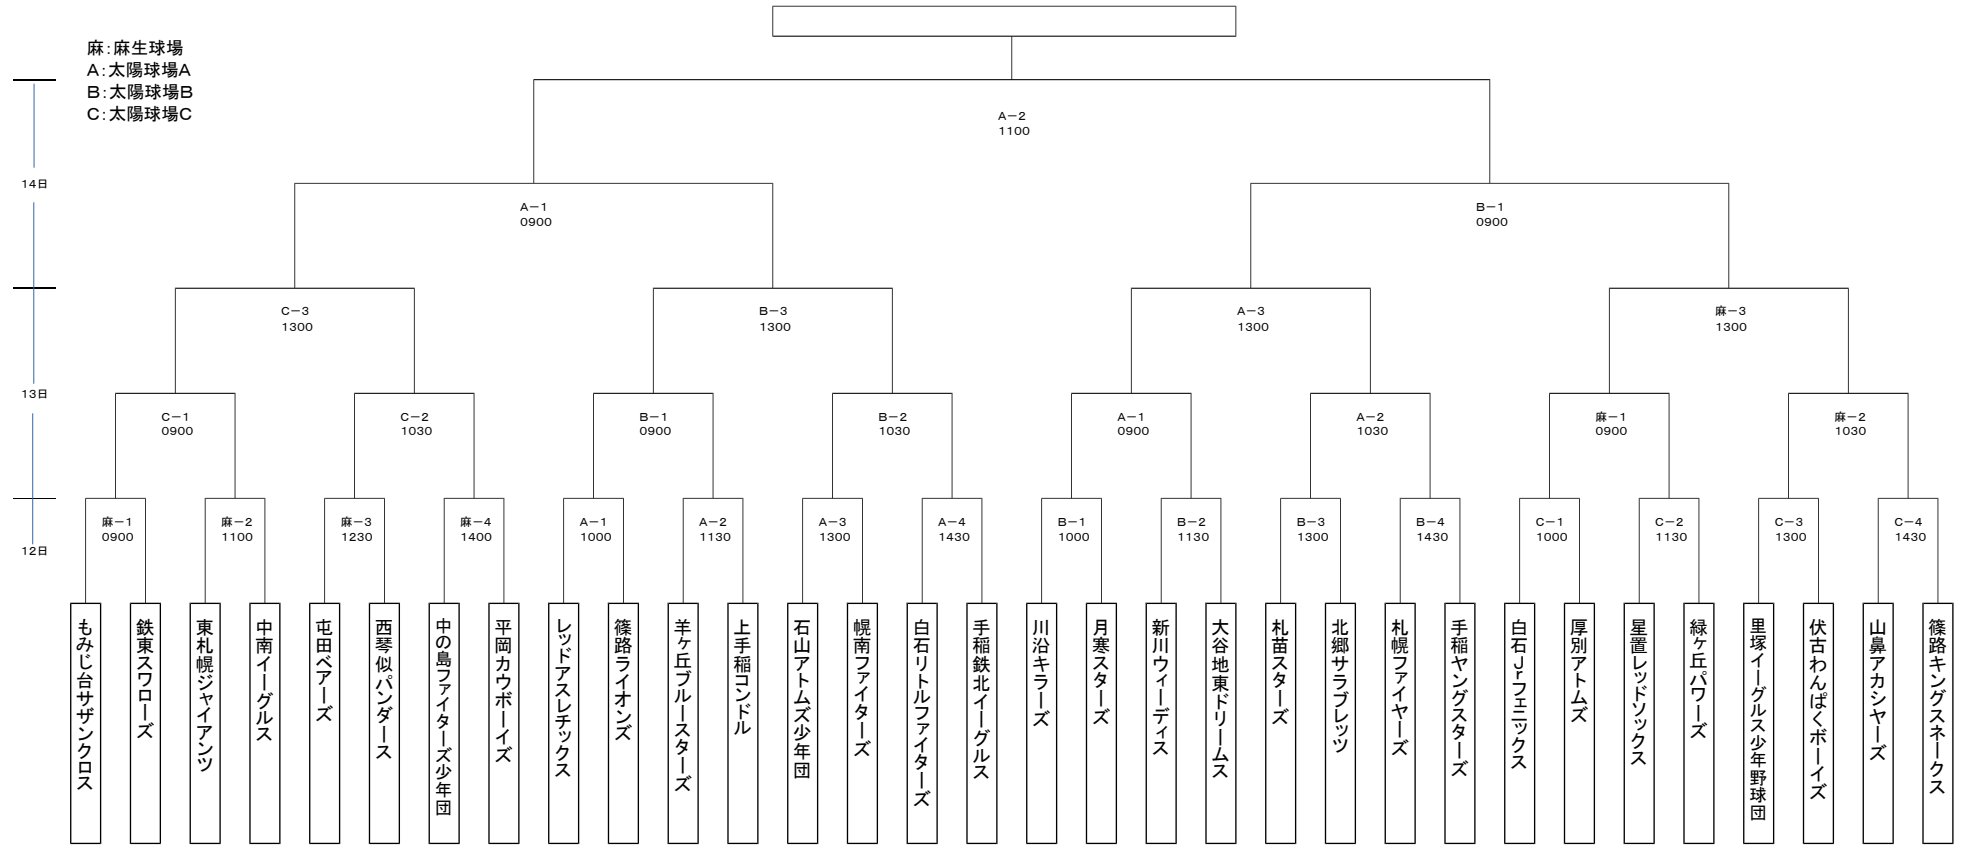 麻:麻生球場
A:太陽球場A
B:太陽球場B
C:太陽球場C
A-2
1100
14日
A-1
0900
B-1
0900
C-3
1300
B-3
1300
A-3
1300
麻-3
1300
13日
C-1
0900
C-2
1030
B-1
0900
B-2
1030
A-1
0900
A-2
1030
麻-1
0900
麻-2
1030
12日
麻-1
0900
麻-2
1100
麻-3
1230
麻-4
1400
A-1
1000
A-2
1130
A-3
1300
A-4
1430
B-1
1000
B-2
1130
B-3
1300
B-4
1430
C-1
1000
C-2
1130
C-3
1300
C-4
1430
もみじ台サザンクロス
鉄東スワローズ
東札幌ジャイアンツ
中南イーグルス
屯田ベアーズ
西琴似パンダース
中の島ファイターズ少年団
平岡カウボーイズ
レッドアスレチックス
篠路ライオンズ
羊ヶ丘ブルースターズ
上手稲コンドル
石山アトムズ少年団
幌南ファイターズ
白石リトルファイターズ
手稲鉄北イーグルス
川沿キラーズ
月寒スターズ
新川ウィーディス
大谷地東ドリームス
札苗スターズ
北郷サラブレッツ
札幌ファイヤーズ
手稲ヤングスターズ
白石Jrフェニックス
厚別アトムズ
星置レッドソックス
緑ヶ丘パワーズ
里塚イーグルス少年野球団
伏古わんぱくボーイズ
山鼻アカシヤーズ
篠路キングスネークス